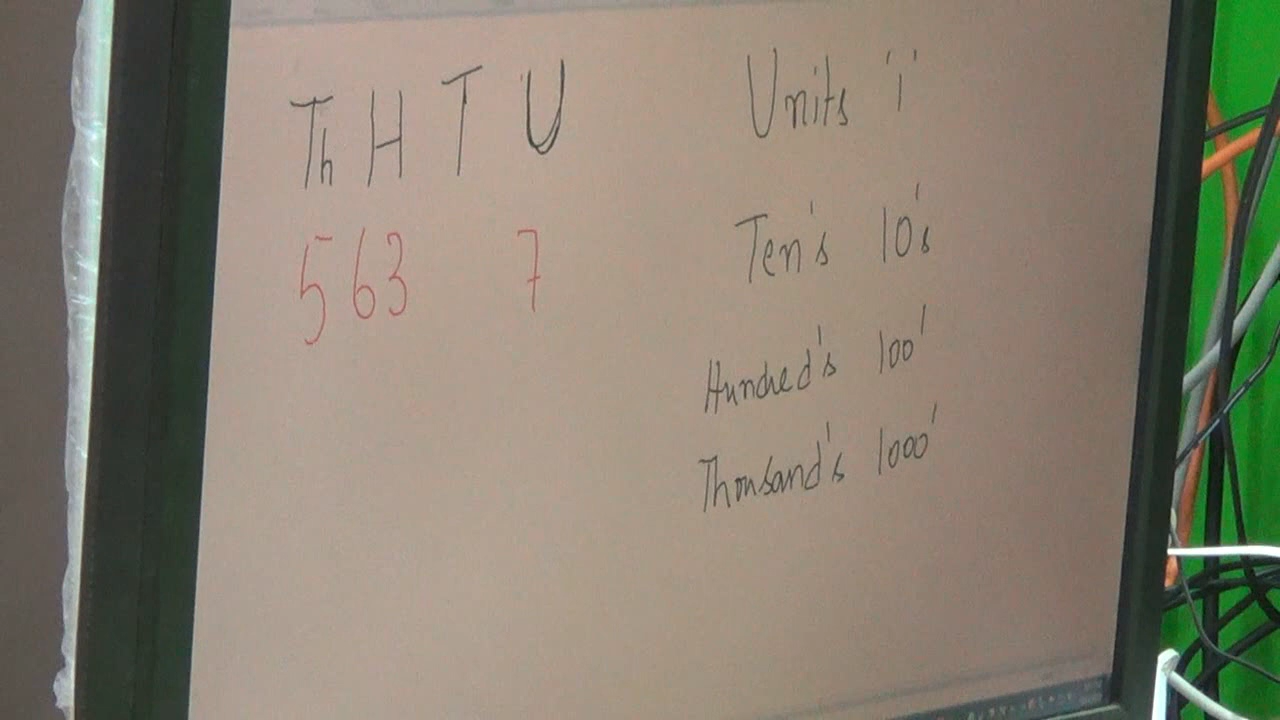 Th H T U
5 6 3 7
Units '1'
Ten's 10's
Hundred's 100'
Thousand's 1000'